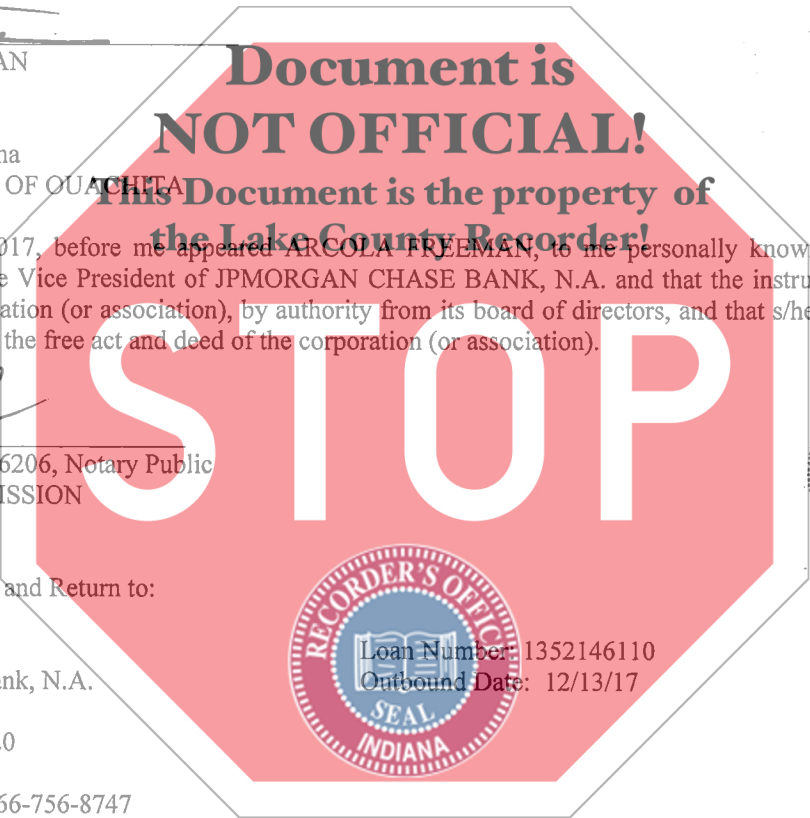 AN
Document is
NOT OFFICIAL!
na
OF OUACHITA
This Document is the property of
the Lake County Recorder!
017, before me appeared ARCOLA FREEMAN, to me personally know
e Vice President of JPMORGAN CHASE BANK, N.A. and that the instru
ation (or association), by authority from its board of directors, and that s/he
the free act and deed of the corporation (or association).
STOP
6206, Notary Public
ISSION
and Return to:
RECORDER'S OFFICE
Loan Number: 1352146110
nk, N.A.
Outbound Date: 12/13/17
SEAL
INDIANA
0
66-756-8747